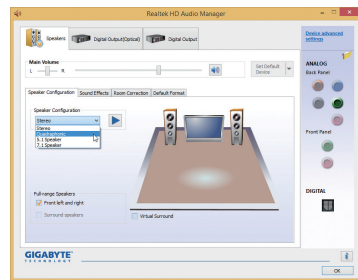 Realtek HD Audio Manager
Speakers
Digital Output(Optical)
Digital Output
Device advanced settings
Main Volume
L
R
Set Default Device
ANALOG
Back Panel
Speaker Configuration
Sound Effects
Room Correction
Default Format
Speaker Configuration
Stereo
Stereo
Quadraphonic
5.1 Speaker
7.1 Speaker
Front Panel
Full-range Speakers
Front left and right
Surround speakers
Virtual Surround
DIGITAL
GIGABYTE
TECHNOLOGY
OK